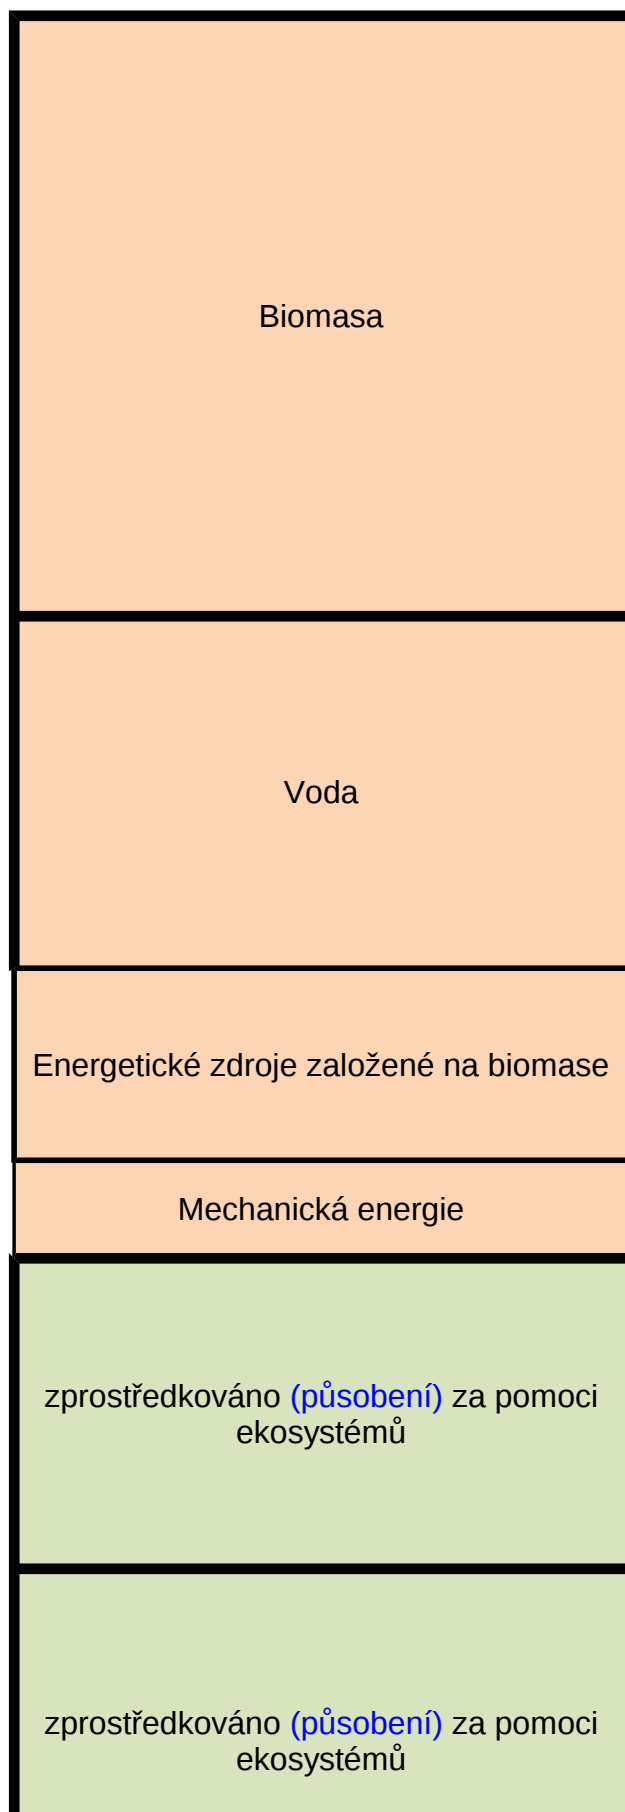 Biomasa
Voda
Energetické zdroje založené na biomase
Mechanická energie
zprostředkováno (působení) za pomoci
ekosystémů
zprostředkováno (působení) za pomoci
ekosystémů